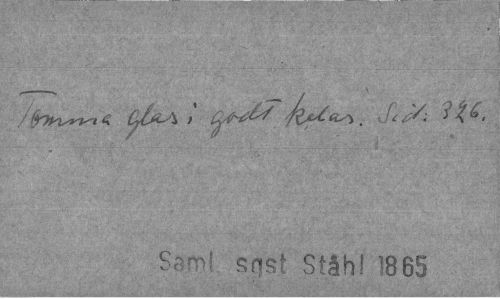 Tomma glas i godt kalas. Sid: 326.
Saml. sgst Ståhl 1865